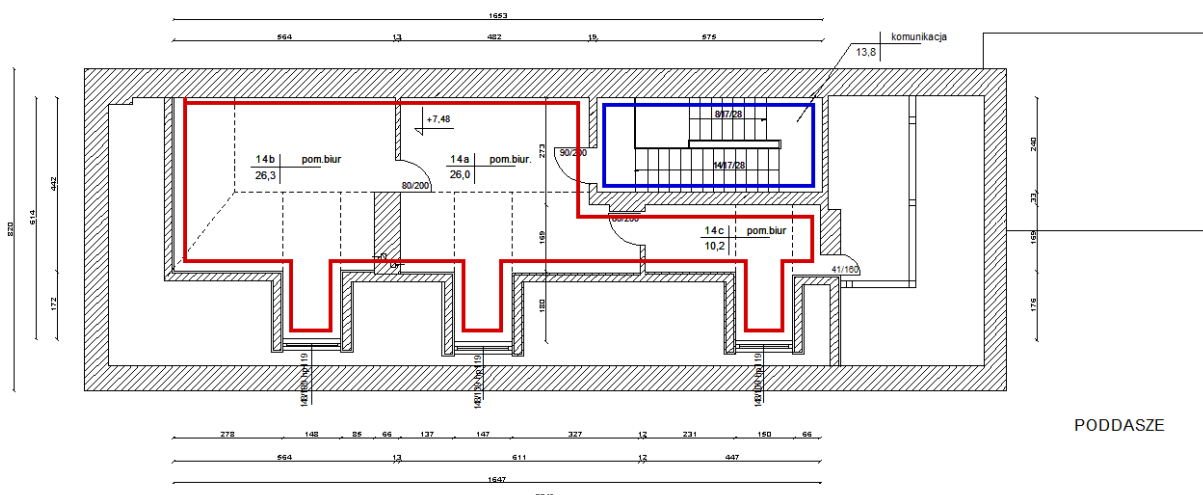 1653
564 13 482 19 575
komunikacja
13,8
820
614
442
172
+7,48
14b pom.biur
26,3
14a pom.biur.
26,0
80/200
90/200
273
8/17/28
14/17/28
169
180
14c pom.biur
10,2
41/160
240
33
169
176
PODDASZE
278 148 85 66 137 147 327 12 231 150 66
564 13 611 12 447
1647